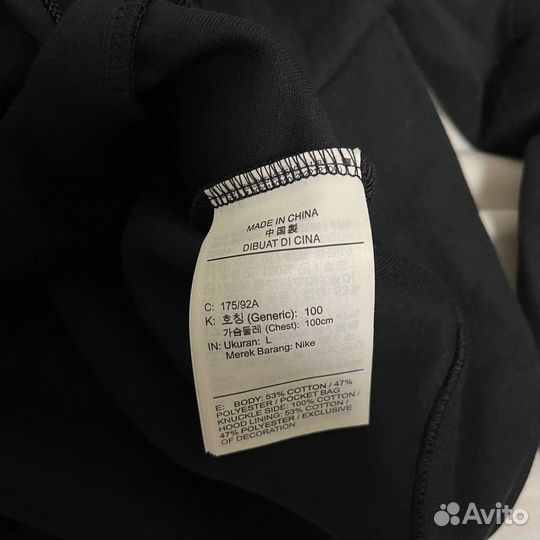 MADE IN CHINA
中国製
DIBUAT DI CINA
C: 175/92A
K: 호칭 (Generic): 100
가슴둘레 (Chest): 100cm
IN: Ukuran: L
Merek Barang: Nike
E: BODY: 53% COTTON / 47%
POLYESTER / POCKET BAG
KNUCKLE SIDE: 100% COTTON /
HOOD LINING: 53% COTTON /
47% POLYESTER / EXCLUSIVE
OF DECORATION
Avito